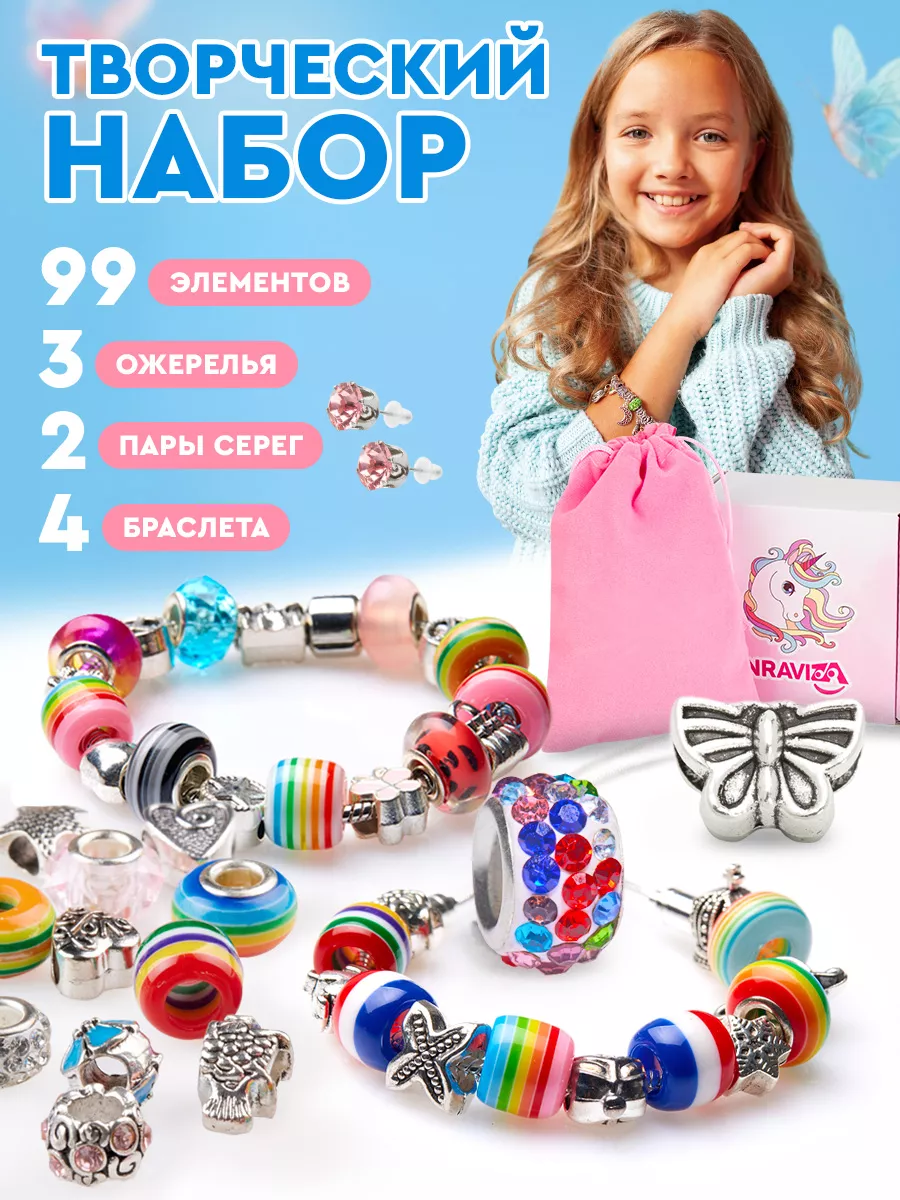 ТВОРЧЕСКИЙ
НАБОР
99 ЭЛЕМЕНТОВ
3 ОЖЕРЕЛЬЯ
2 ПАРЫ СЕРЕГ
4 БРАСЛЕТА